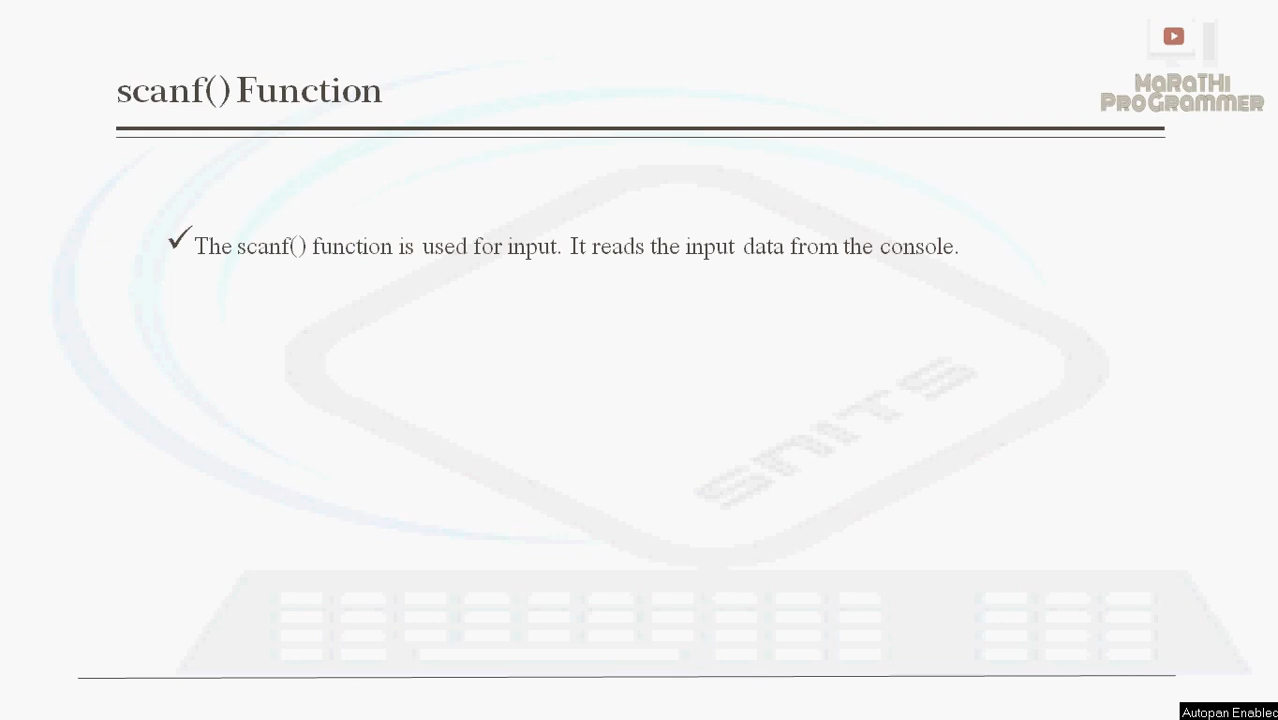 scanf() Function
MaRaTHi
ProGrammer
✓The scanf() function is used for input. It reads the input data from the console.
SNITS
Autopan Enabled